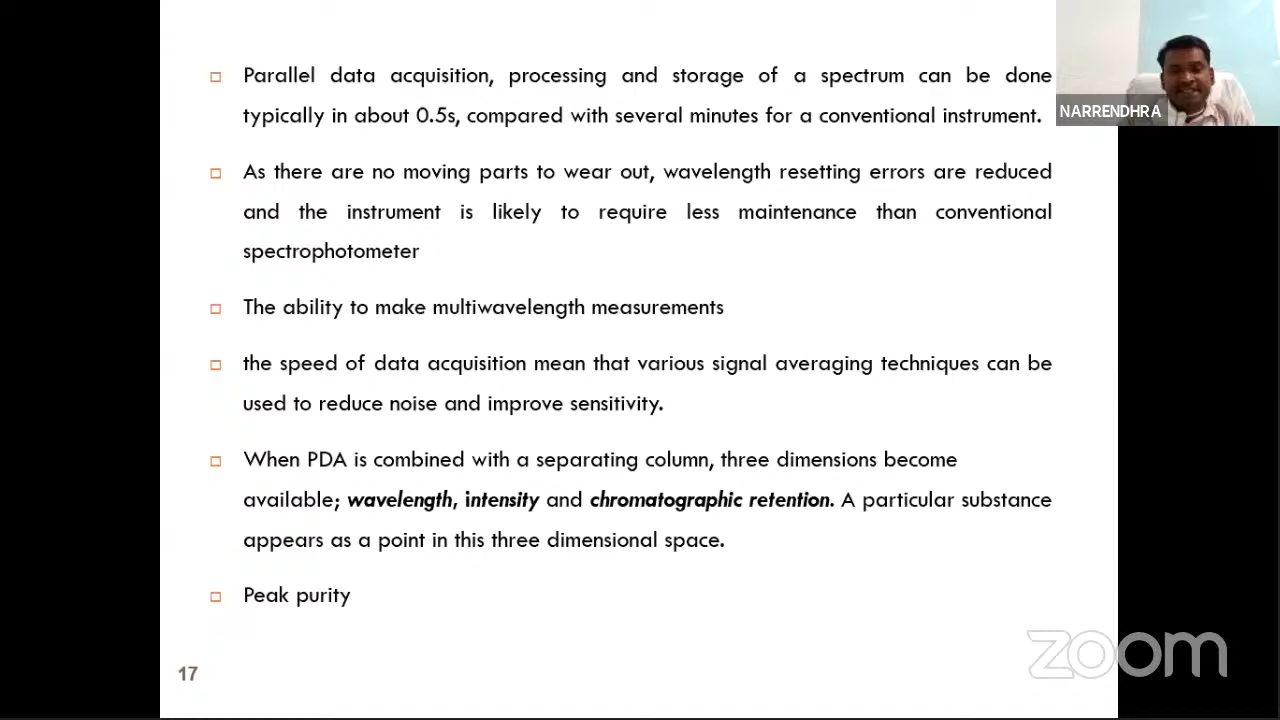 Parallel data acquisition, processing and storage of a spectrum can be done
typically in about 0.5s, compared with several minutes for a conventional instrument.
As there are no moving parts to wear out, wavelength resetting errors are reduced
and the instrument is likely to require less maintenance than conventional
spectrophotometer
The ability to make multiwavelength measurements
the speed of data acquisition mean that various signal averaging techniques can be
used to reduce noise and improve sensitivity.
When PDA is combined with a separating column, three dimensions become
available; wavelength, intensity and chromatographic retention. A particular substance
appears as a point in this three dimensional space.
Peak purity
17
NARRENDHRA
zoom